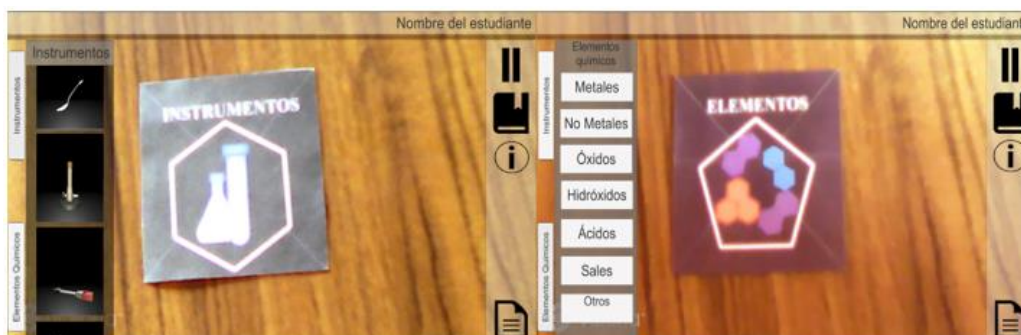 Nombre del estudiante
Instrumentos
Instrumentos
Elementos Químicos
INSTRUMENTOS
Nombre del estudiant
Elementos
químicos
Instrumentos
Elementos Químicos
Metales
No Metales
Óxidos
Hidróxidos
Ácidos
Sales
Otros
ELEMENTOS